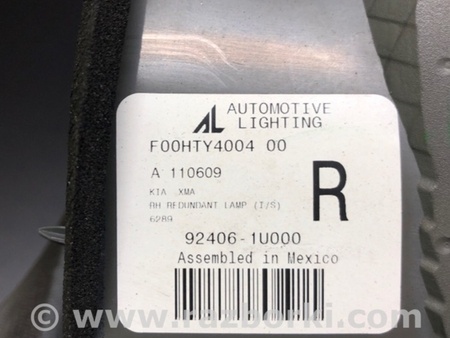 AL AUTOMOTIVE
LIGHTING
F00HTY4004 00
A 110609
KIA XMA
RH REDUNDANT LAMP (I/S)
6289
R
92406-1U000
Assembled in Mexico
© www.razborki.com